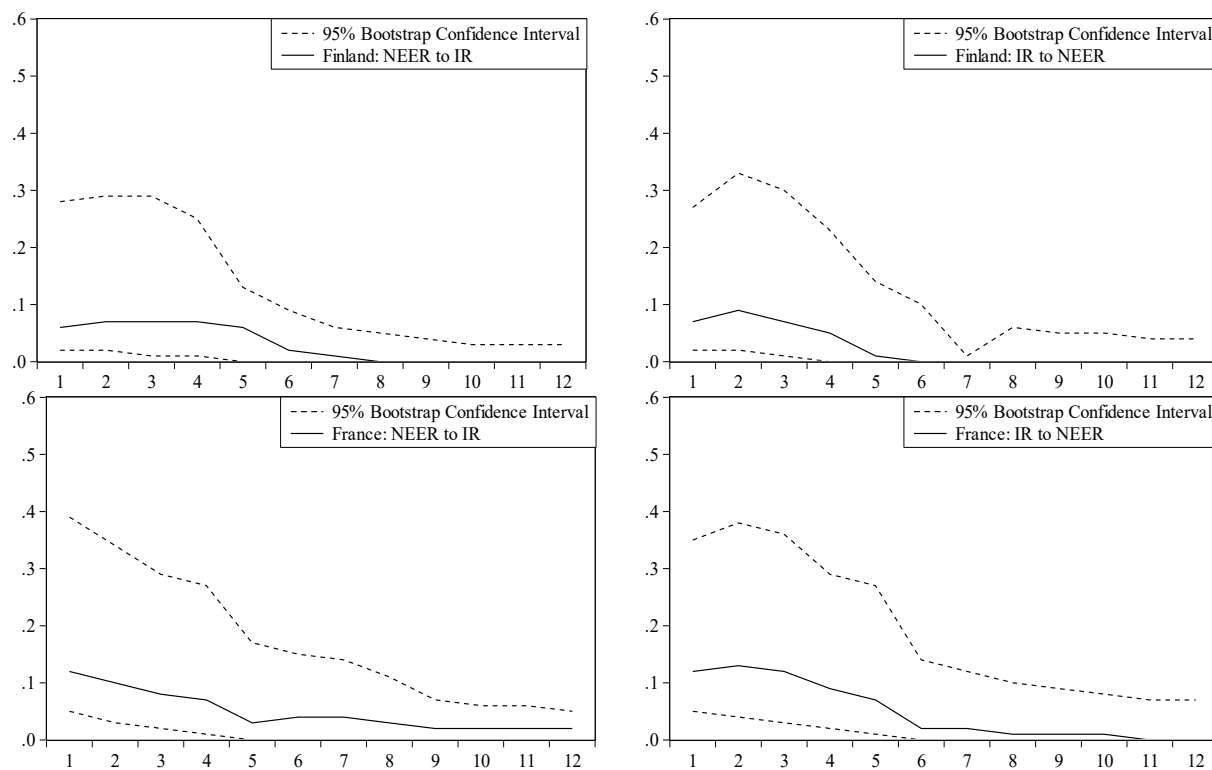 95% Bootstrap Confidence Interval
Finland: NEER to IR
.6
.5
.4
.3
.2
.1
.0
1 2 3 4 5 6 7 8 9 10 11 12
95% Bootstrap Confidence Interval
Finland: IR to NEER
.6
.5
.4
.3
.2
.1
.0
1 2 3 4 5 6 7 8 9 10 11 12
95% Bootstrap Confidence Interval
France: NEER to IR
.6
.5
.4
.3
.2
.1
.0
1 2 3 4 5 6 7 8 9 10 11 12
95% Bootstrap Confidence Interval
France: IR to NEER
.6
.5
.4
.3
.2
.1
.0
1 2 3 4 5 6 7 8 9 10 11 12